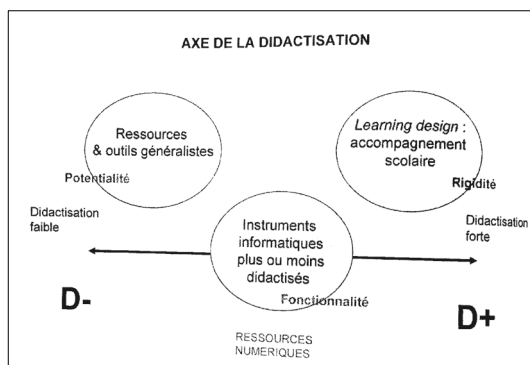 AXE DE LA DIDACTISATION
Ressources
& outils généralistes
Potentialité
Learning design :
accompagnement
scolaire
Rigidité
Didactisation
faible
Didactisation
forte
Instruments
informatiques
plus ou moins
didactisés
Fonctionnalité
D-
D+
RESSOURCES
NUMERIQUES